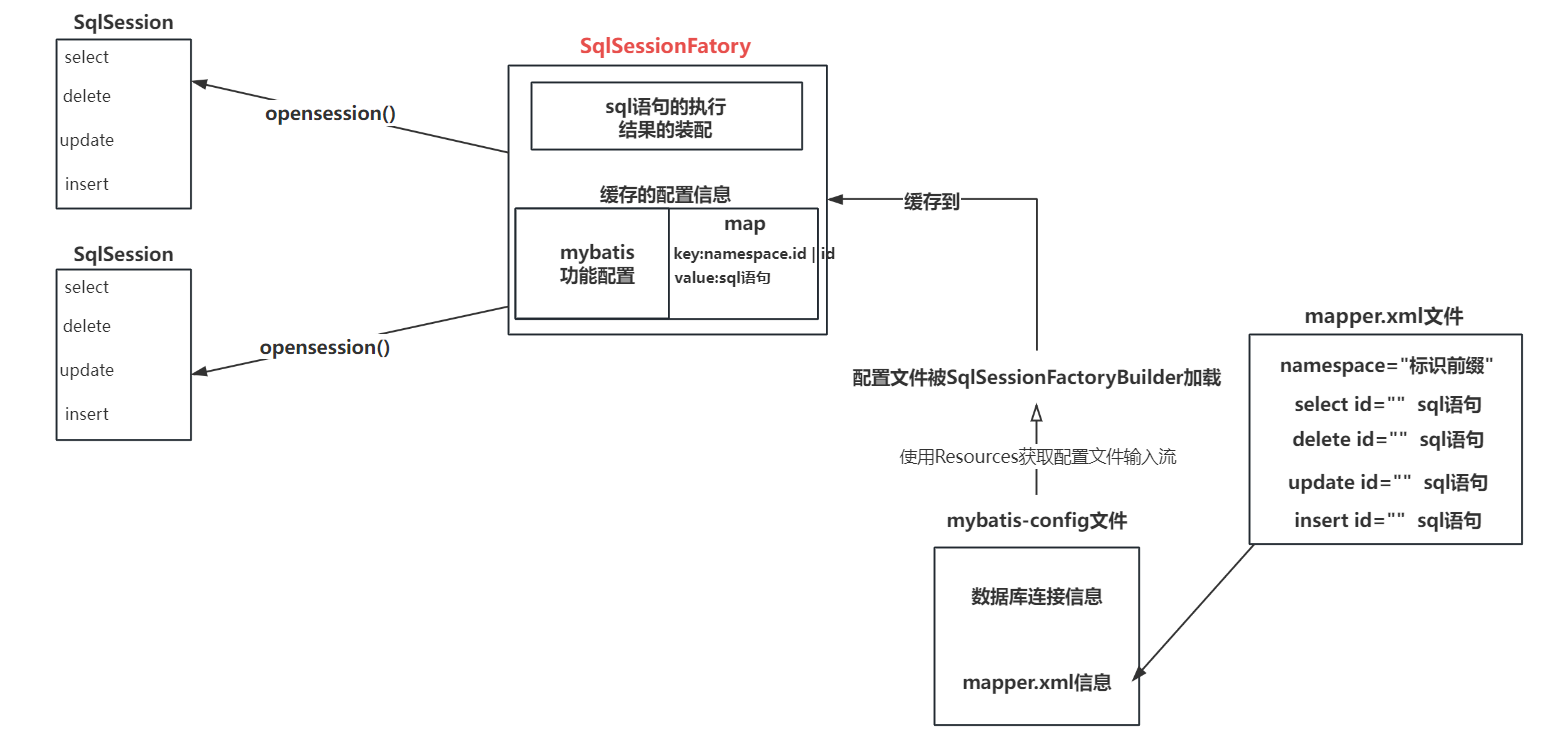 SqlSession
select
delete
update
insert
opensession()
SqlSession
select
delete
update
insert
opensession()
SqlSessionFatory
sql语句的执行
结果的装配
缓存的配置信息
mybatis
功能配置
map
key:namespace.id | id
value:sql语句
缓存到
配置文件被SqlSessionFactoryBuilder加载
使用Resources获取配置文件输入流
mybatis-config文件
数据库连接信息
mapper.xml信息
mapper.xml文件
namespace="标识前缀"
select id="" sql语句
delete id="" sql语句
update id="" sql语句
insert id="" sql语句